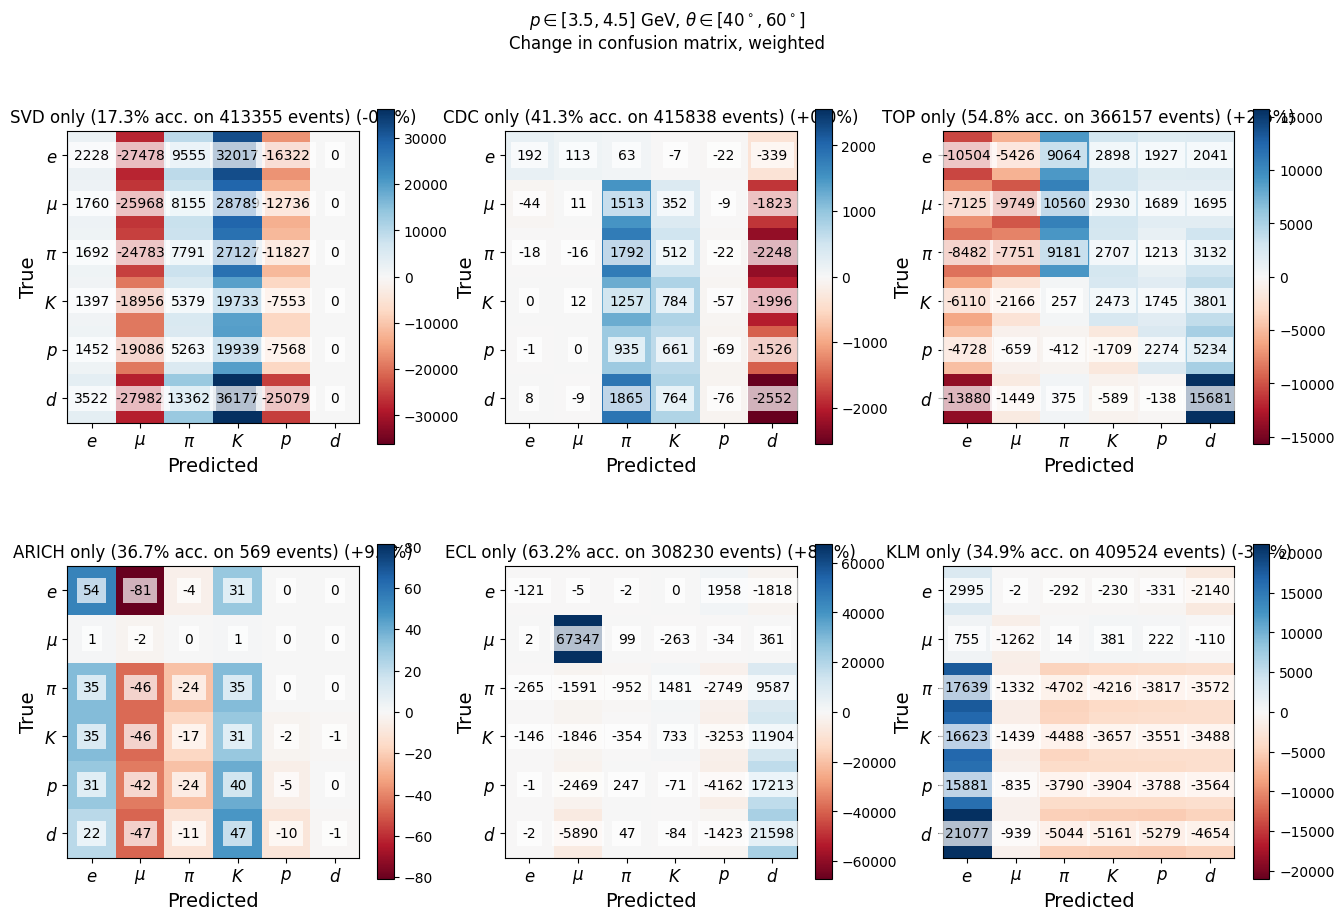 p ∈ [3.5, 4.5] GeV, θ ∈ [40°, 60°]
Change in confusion matrix, weighted
SVD only (17.3% acc. on 413355 events)
True
e 2228 -27478 9555 32017 -16322 0
μ 1760 -25968 8155 28789 -12736 0
π 1692 -24783 7791 27127 -11827 0
K 1397 -18956 5379 19733 -7553 0
p 1452 -19086 5263 19939 -7568 0
d 3522 -27982 13362 36177 -25079 0
e μ π K p d
Predicted
30000
20000
10000
0
−10000
−20000
−30000
CDC only (41.3% acc. on 415838 events)
True
e 192 113 63 -7 -22 -339
μ -44 11 1513 352 -9 -1823
π -18 -16 1792 512 -22 -2248
K 0 12 1257 784 -57 -1996
p -1 0 935 661 -69 -1526
d 8 -9 1865 764 -76 -2552
e μ π K p d
Predicted
2000
1000
0
−1000
−2000
TOP only (54.8% acc. on 366157 events)
True
e -10504 -5426 9064 2898 1927 2041
μ -7125 -9749 10560 2930 1689 1695
π -8482 -7751 9181 2707 1213 3132
K -6110 -2166 257 2473 1745 3801
p -4728 -659 -412 -1709 2274 5234
d -13880 -1449 375 -589 -138 15681
e μ π K p d
Predicted
15000
10000
5000
0
−5000
−10000
−15000
ARICH only (36.7% acc. on 569 events)
True
e 54 -81 -4 31 0 0
μ 1 -2 0 1 0 0
π 35 -46 -24 35 0 0
K 35 -46 -17 31 -2 -1
p 31 -42 -24 40 -5 0
d 22 -47 -11 47 -10 -1
e μ π K p d
Predicted
80
60
40
20
0
−20
−40
−60
−80
ECL only (63.2% acc. on 308230 events)
True
e -121 -5 -2 0 1958 -1818
μ 2 67347 99 -263 -34 361
π -265 -1591 -952 1481 -2749 9587
K -146 -1846 -354 733 -3253 11904
p -1 -2469 247 -71 -4162 17213
d -2 -5890 47 -84 -1423 21598
e μ π K p d
Predicted
60000
40000
20000
0
−20000
−40000
−60000
KLM only (34.9% acc. on 409524 events)
True
e 2995 -2 -292 -230 -331 -2140
μ 755 -1262 14 381 222 -110
π 17639 -1332 -4702 -4216 -3817 -3572
K 16623 -1439 -4488 -3657 -3551 -3488
p 15881 -835 -3790 -3904 -3788 -3564
d 21077 -939 -5044 -5161 -5279 -4654
e μ π K p d
Predicted
20000
15000
10000
5000
0
−5000
−10000
−15000
−20000